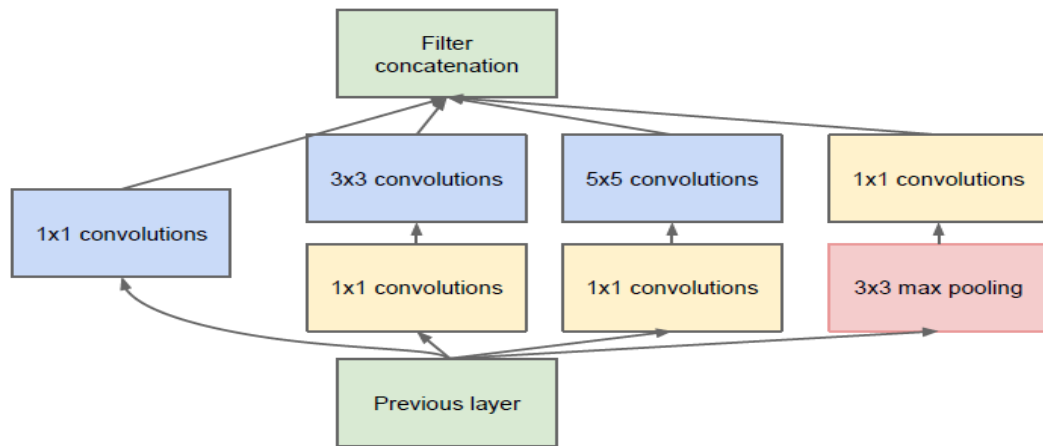 Filter
concatenation
3x3 convolutions
5x5 convolutions
1x1 convolutions
1x1 convolutions
1x1 convolutions
1x1 convolutions
3x3 max pooling
Previous layer